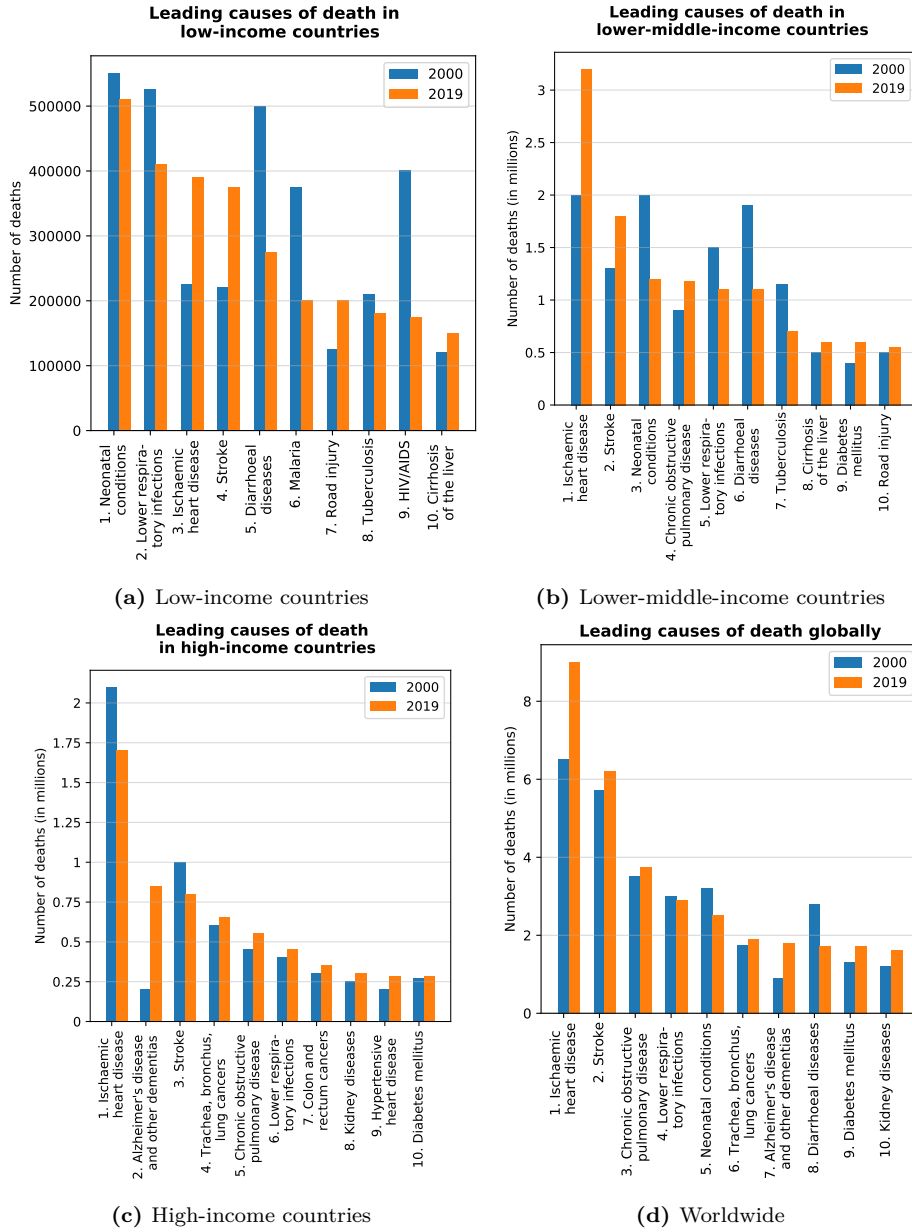 Leading causes of death in
low-income countries
Number of deaths
500000
400000
300000
200000
100000
0
2000
2019
1. Neonatal
conditions
2. Lower respira-
tory infections
3. Ischaemic
heart disease
4. Stroke
5. Diarrhoeal
diseases
6. Malaria
7. Road injury
8. Tuberculosis
9. HIV/AIDS
10. Cirrhosis
of the liver
(a) Low-income countries
Leading causes of death in
lower-middle-income countries
Number of deaths (in millions)
3
2.5
2
1.5
1
0.5
0
2000
2019
1. Ischaemic
heart disease
2. Stroke
3. Neonatal
conditions
4. Chronic obstructive
pulmonary disease
5. Lower respira-
tory infections
6. Diarrhoeal
diseases
7. Tuberculosis
8. Cirrhosis
of the liver
9. Diabetes
mellitus
10. Road injury
(b) Lower-middle-income countries
Leading causes of death
in high-income countries
Number of deaths (in millions)
2
1.75
1.5
1.25
1
0.75
0.5
0.25
0
2000
2019
1. Ischaemic
heart disease
2. Alzheimer's disease
and other dementias
3. Stroke
4. Trachea, bronchus,
lung cancers
5. Chronic obstructive
pulmonary disease
6. Lower respira-
tory infections
7. Colon and
rectum cancers
8. Kidney diseases
9. Hypertensive
heart disease
10. Diabetes mellitus
(c) High-income countries
Leading causes of death globally
Number of deaths (in millions)
8
6
4
2
0
2000
2019
1. Ischaemic
heart disease
2. Stroke
3. Chronic obstructive
pulmonary disease
4. Lower respira-
tory infections
5. Neonatal conditions
6. Trachea, bronchus,
lung cancers
7. Alzheimer's disease
and other dementias
8. Diarrhoeal diseases
9. Diabetes mellitus
10. Kidney diseases
(d) Worldwide